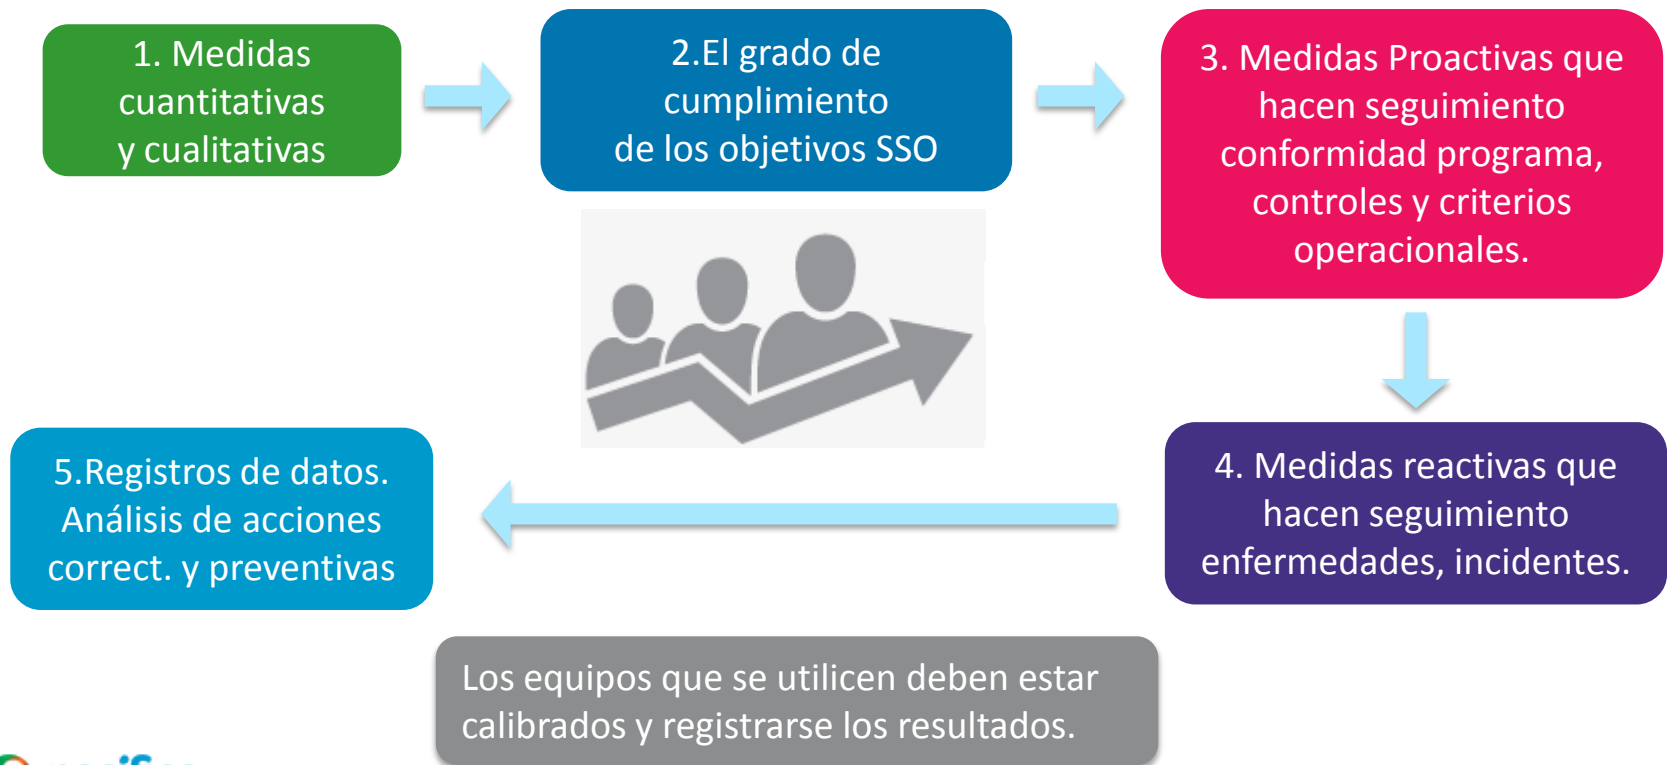 1. Medidas
cuantitativas
y cualitativas
2.El grado de
cumplimiento
de los objetivos SSO
3. Medidas Proactivas que
hacen seguimiento
conformidad programa,
controles y criterios
operacionales.
4. Medidas reactivas que
hacen seguimiento
enfermedades, incidentes.
5.Registros de datos.
Análisis de acciones
correct. y preventivas
Los equipos que se utilicen deben estar
calibrados y registrarse los resultados.